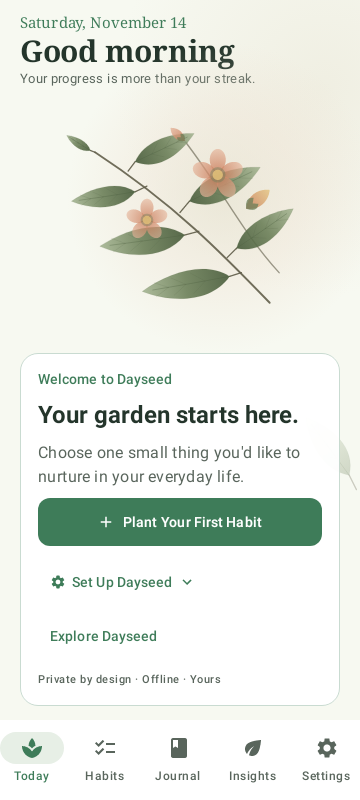 Saturday, November 14
Good morning
Your progress is more than your streak.
Welcome to Dayseed
Your garden starts here.
Choose one small thing you'd like to
nurture in your everyday life.
Plant Your First Habit
Set Up Dayseed
Explore Dayseed
Private by design · Offline · Yours
Today Habits Journal Insights Settings